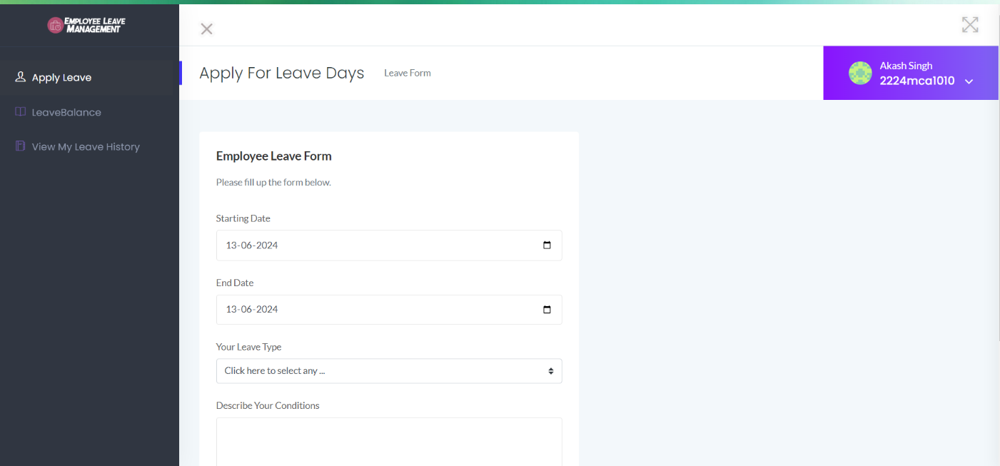 EMPLOYEE LEAVE
MANAGEMENT
Apply Leave
LeaveBalance
View My Leave History
Apply For Leave Days
Leave Form
Akash Singh
2224mca1010
Employee Leave Form
Please fill up the form below.
Starting Date
13-06-2024
End Date
13-06-2024
Your Leave Type
Click here to select any ...
Describe Your Conditions